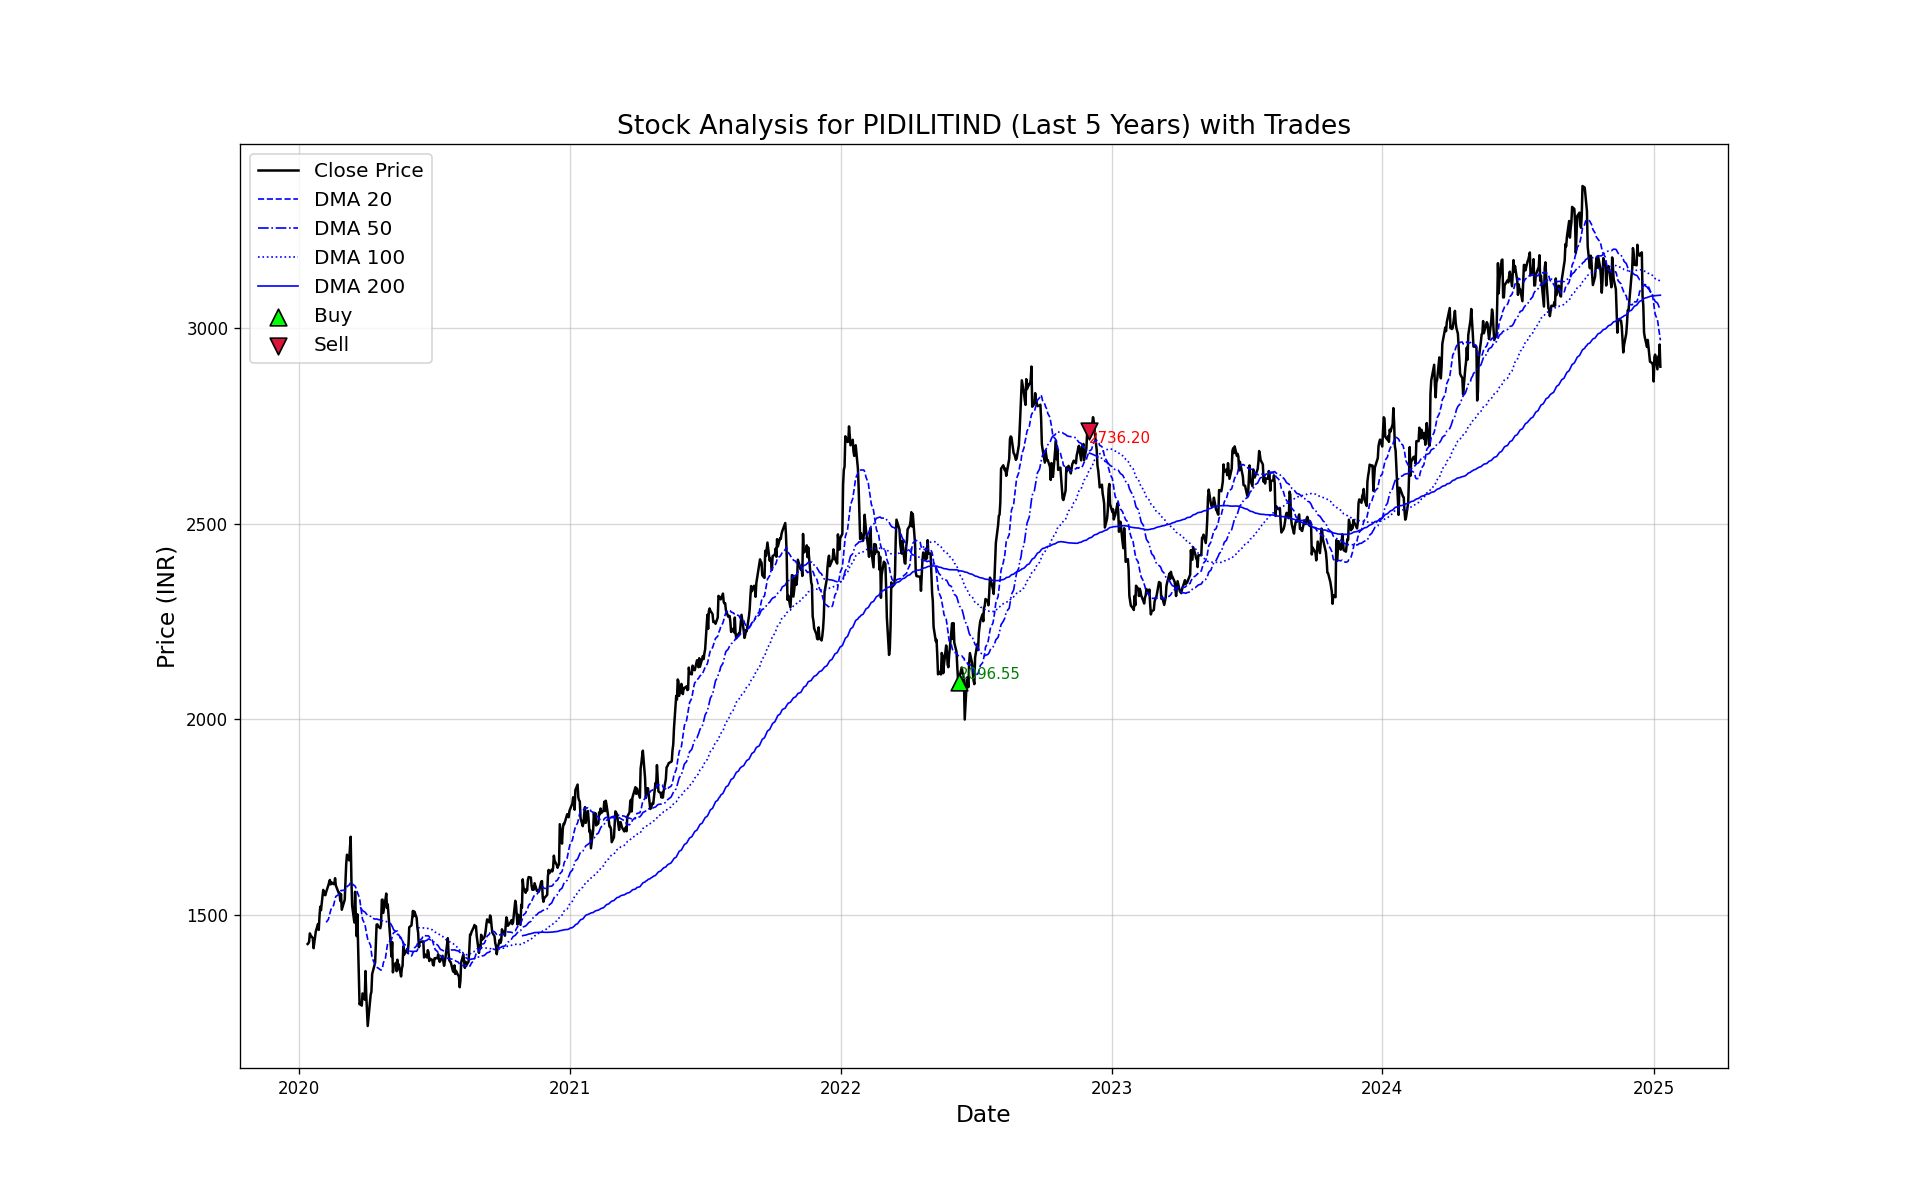 Stock Analysis for PIDILITIND (Last 5 Years) with Trades
Close Price
DMA 20
DMA 50
DMA 100
DMA 200
Buy
Sell
Price (INR)
3000
2500
2000
1500
2736.20
2096.55
2020
2021
2022
2023
2024
2025
Date